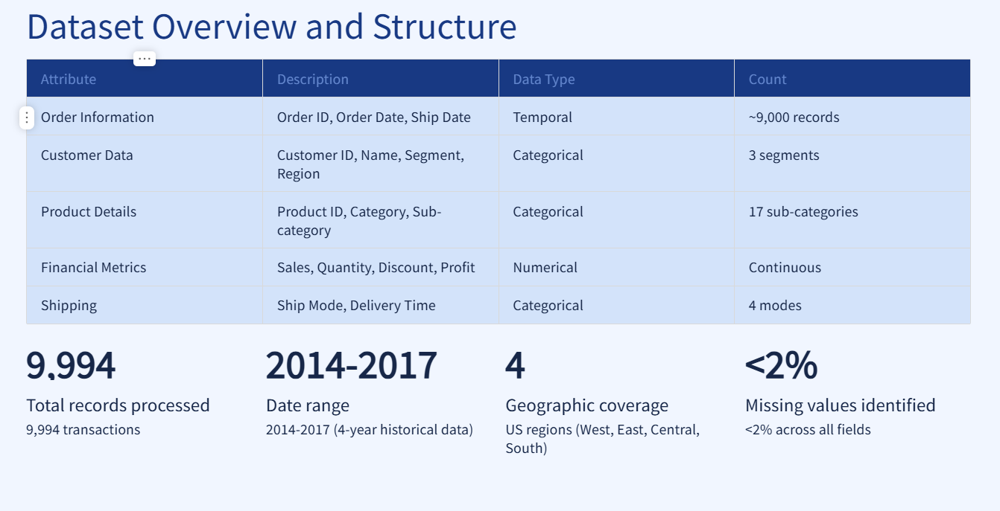 Dataset Overview and Structure
Attribute
Description
Data Type
Count
Order Information
Order ID, Order Date, Ship Date
Temporal
~9,000 records
Customer Data
Customer ID, Name, Segment,
Region
Categorical
3 segments
Product Details
Product ID, Category, Sub-
category
Categorical
17 sub-categories
Financial Metrics
Sales, Quantity, Discount, Profit
Numerical
Continuous
Shipping
Ship Mode, Delivery Time
Categorical
4 modes
9,994
Total records processed
9,994 transactions
2014-2017
Date range
2014-2017 (4-year historical data)
4
Geographic coverage
US regions (West, East, Central,
South)
<2%
Missing values identified
<2% across all fields